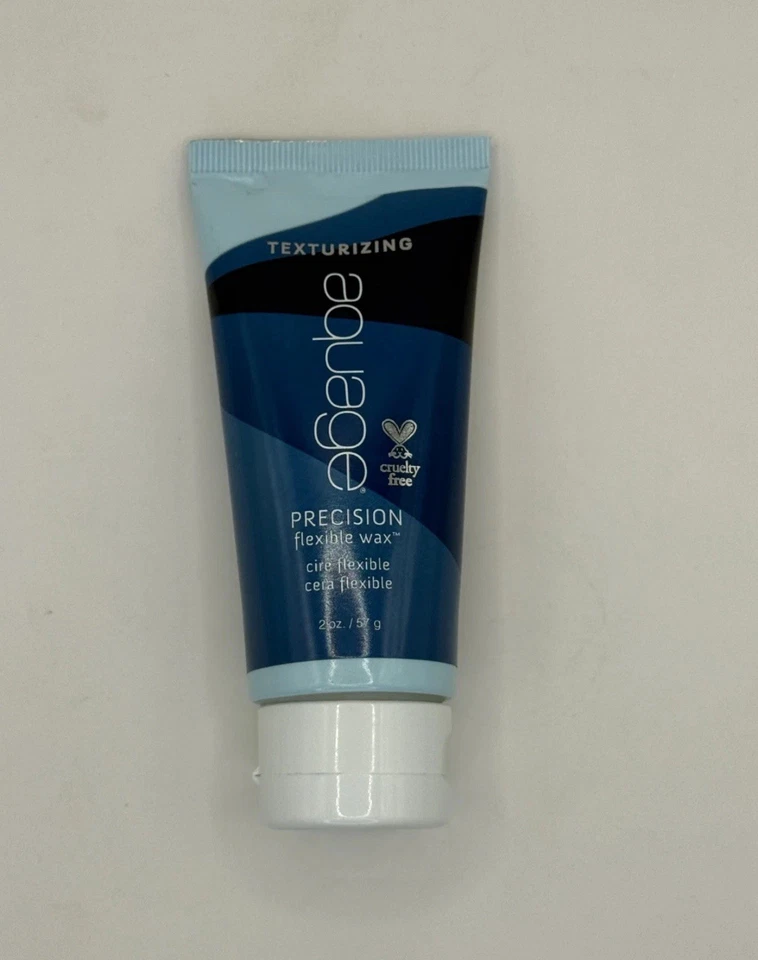 TEXTURIZING
aquage®
cruelty
free
PRECISION
flexible wax™
cire flexible
cera flexible
2 oz. / 57 g